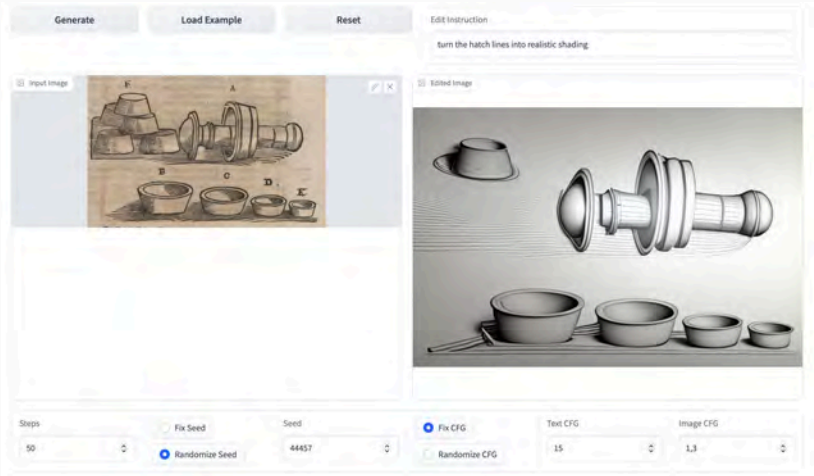 Generate
Load Example
Reset
Edit Instruction
turn the hatch lines into realistic shading
Input Image
Edited Image
F
A
B
C
D.
E
Steps
50
Fix Seed
Randomize Seed
Seed
44457
Fix CFG
Randomize CFG
Text CFG
15
Image CFG
1,3